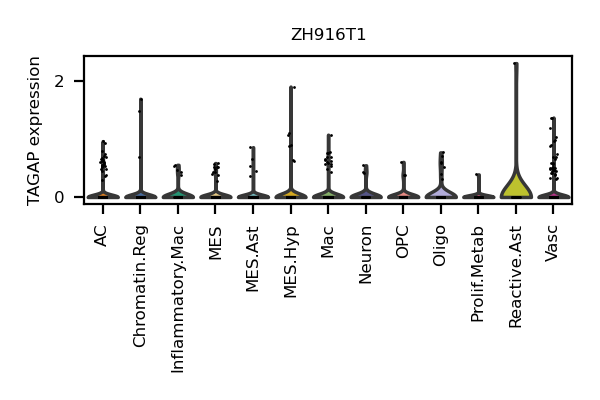 ZH916T1
TAGAP expression
2
0
AC
Chromatin.Reg
Inflammatory.Mac
MES
MES.Ast
MES.Hyp
Mac
Neuron
OPC
Oligo
Prolif.Metab
Reactive.Ast
Vasc